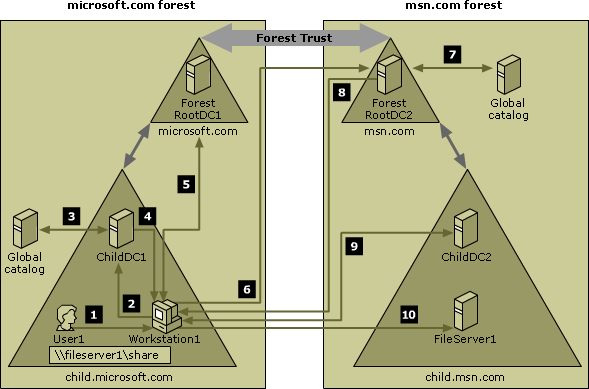 microsoft.com forest
msn.com forest
Forest Trust
7
8
Forest
RootDC1
microsoft.com
Forest
RootDC2
msn.com
Global
catalog
5
3
4
Global
catalog
ChildDC1
9
ChildDC2
6
1
2
10
User1
Workstation1
FileServer1
\\fileserver1\share
child.microsoft.com
child.msn.com